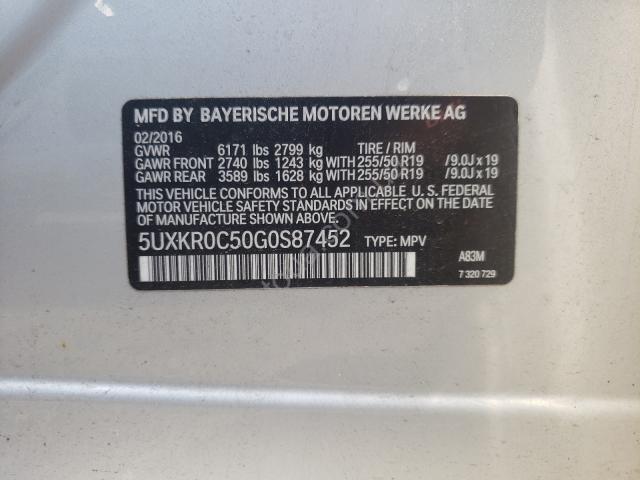 MFD BY BAYERISCHE MOTOREN WERKE AG
02/2016
GVWR 6171 lbs 2799 kg TIRE / RIM
GAWR FRONT 2740 lbs 1243 kg WITH 255/50 R19 /9.0J x 19
GAWR REAR 3589 lbs 1628 kg WITH 255/50 R19 /9.0J x 19
THIS VEHICLE CONFORMS TO ALL APPLICABLE U. S. FEDERAL
MOTOR VEHICLE SAFETY STANDARDS IN EFFECT ON THE
DATE OF MANUFACTURE SHOWN ABOVE.
5UXKR0C50G0S87452 TYPE: MPV
A83M
7 320 729